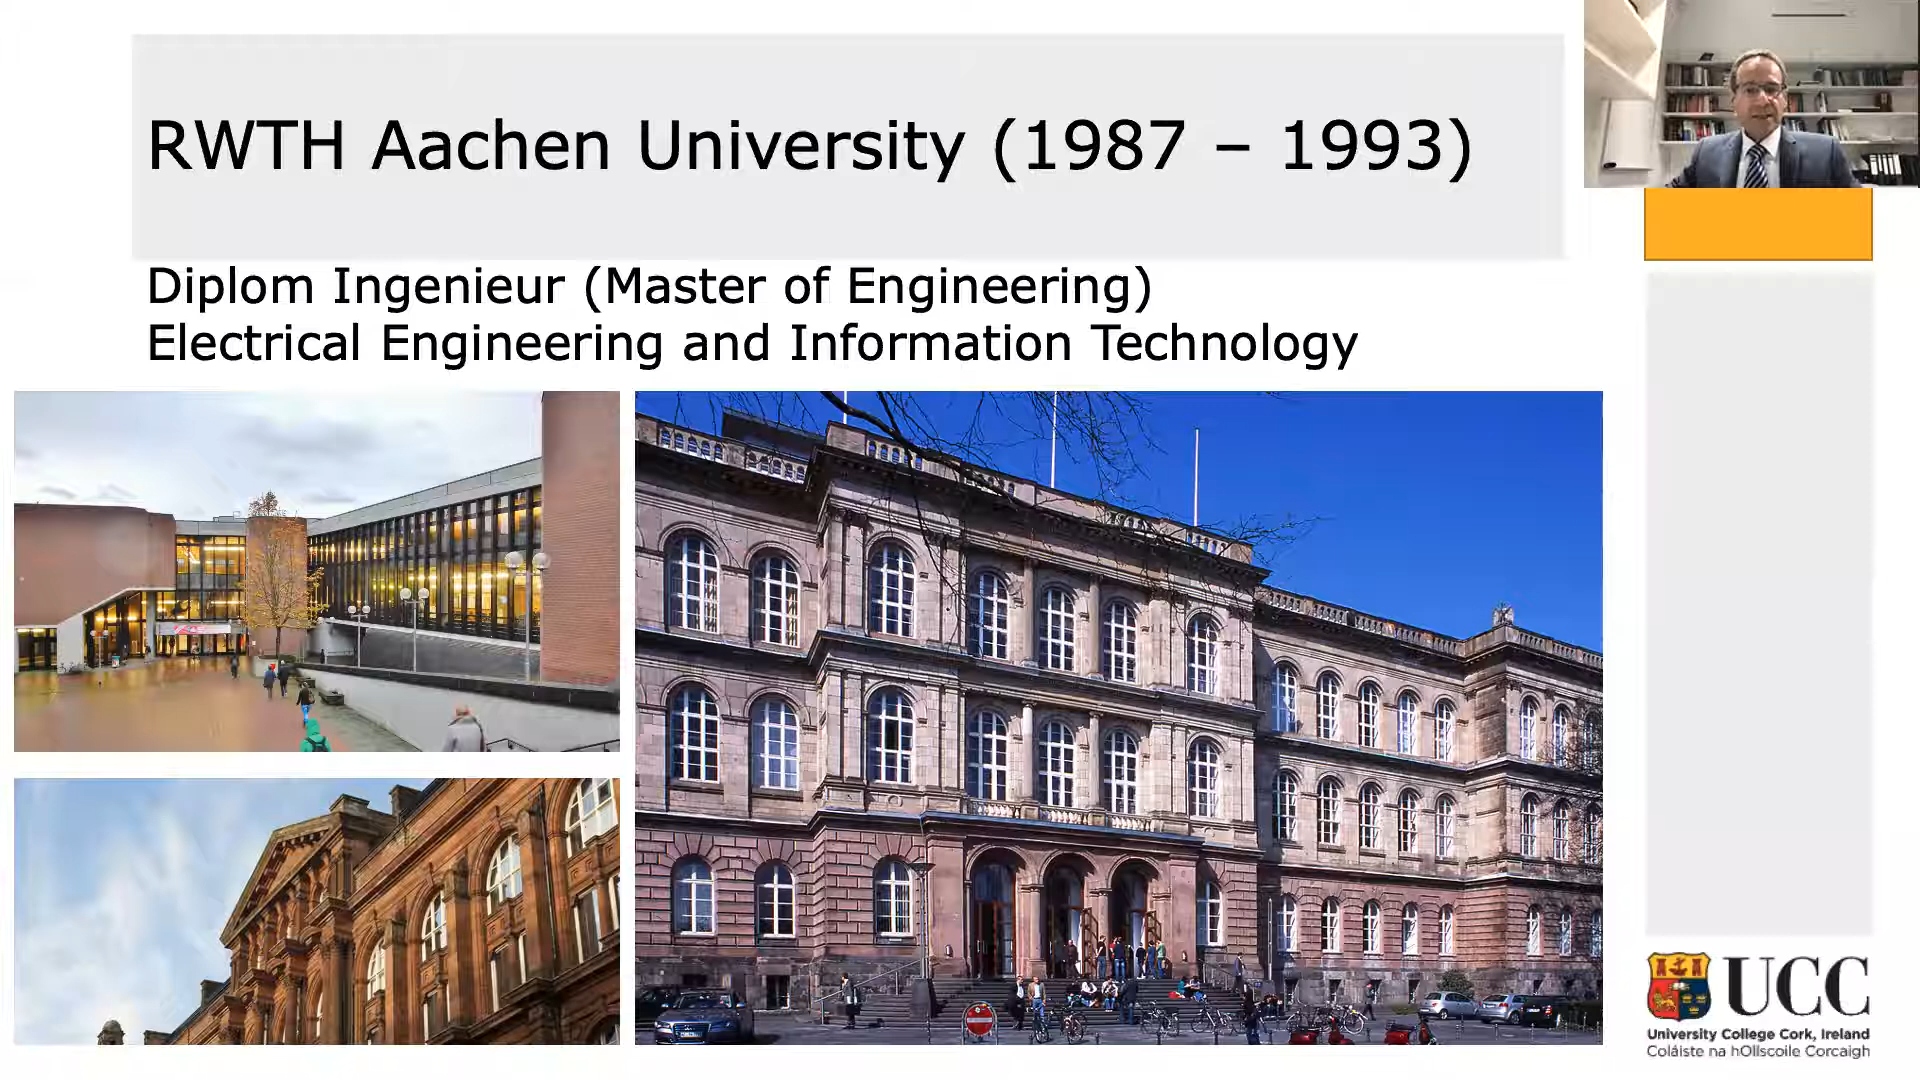 RWTH Aachen University (1987 – 1993)
Diplom Ingenieur (Master of Engineering)
Electrical Engineering and Information Technology
UCC
University College Cork, Ireland
Coláiste na hOllscoile Corcaigh